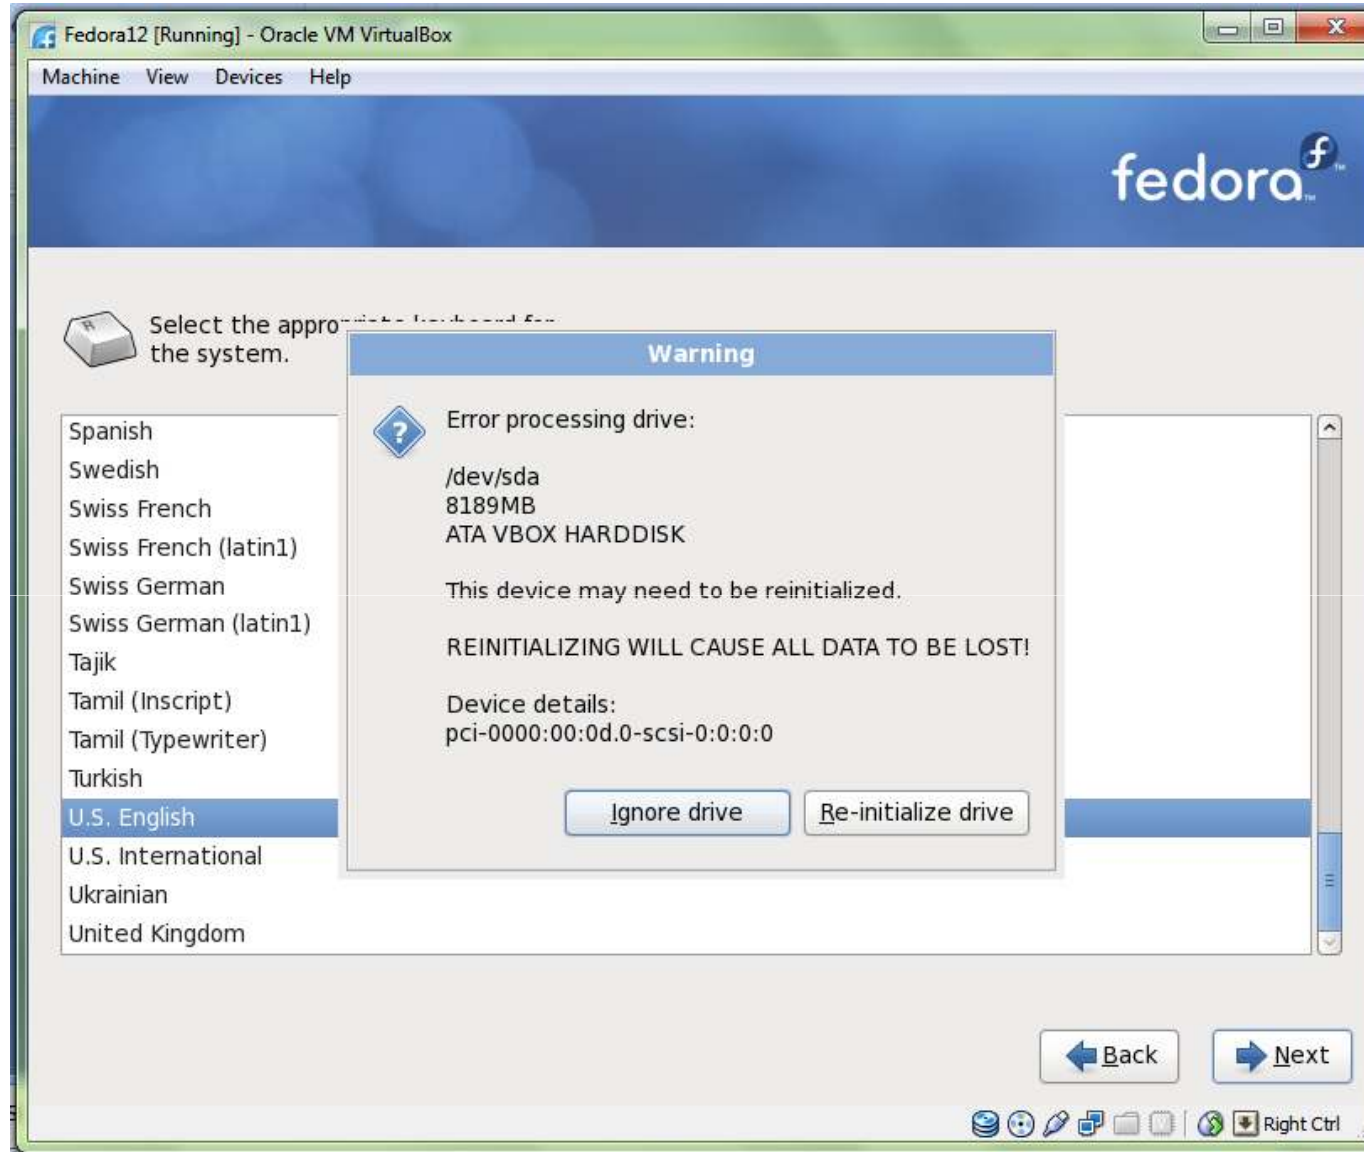 Fedora12 [Running] - Oracle VM VirtualBox
Machine View Devices Help
fedora
Select the appropriate keyboard for
the system.
Warning
Error processing drive:
/dev/sda
8189MB
ATA VBOX HARDDISK
This device may need to be reinitialized.
REINITIALIZING WILL CAUSE ALL DATA TO BE LOST!
Device details:
pci-0000:00:0d.0-scsi-0:0:0:0
Ignore drive
Re-initialize drive
Spanish
Swedish
Swiss French
Swiss French (latin1)
Swiss German
Swiss German (latin1)
Tajik
Tamil (Inscript)
Tamil (Typewriter)
Turkish
U.S. English
U.S. International
Ukrainian
United Kingdom
Back
Next
Right Ctrl